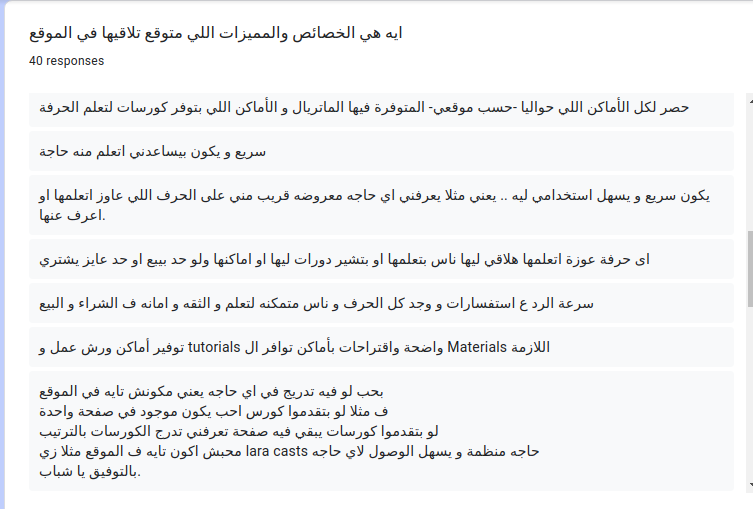 ايه هي الخصائص والمميزات اللي متوقع تلاقيها في الموقع
40 responses
حصر لكل الأماكن اللي حواليا -حسب موقعي- المتوفرة فيها الماتريال و الأماكن اللي بتوفر كورسات لتعلم الحرفة
سريع و يكون بيساعدني اتعلم منه حاجة
يكون سريع و يسهل استخدامي ليه .. يعني مثلا يعرفني اي حاجه معروضه قريب مني على الحرف اللي عاوز اتعلمها او
اعرف عنها.
اى حرفة عوزة اتعلمها هلاقي ليها ناس بتعلمها او بتشير دورات ليها او اماكنها ولو حد بيبع او حد عايز يشتري
سرعة الرد ع استفسارات و وجد كل الحرف و ناس متمكنه لتعلم و الثقه و امانه ف الشراء و البيع
توفير أماكن ورش عمل و tutorials واضحة واقتراحات بأماكن توافر ال Materials اللازمة
بحب لو فيه تدريج في اي حاجه يعني مكونش تايه في الموقع
ف مثلا لو بتقدموا كورس احب يكون موجود في صفحة واحدة
لو بتقدموا كورسات يبقي فيه صفحة تعرفني تدرج الكورسات بالترتيب
محبش اكون تايه ف الموقع مثلا زي lara casts حاجه منظمة و يسهل الوصول لاي حاجه
بالتوفيق يا شباب.